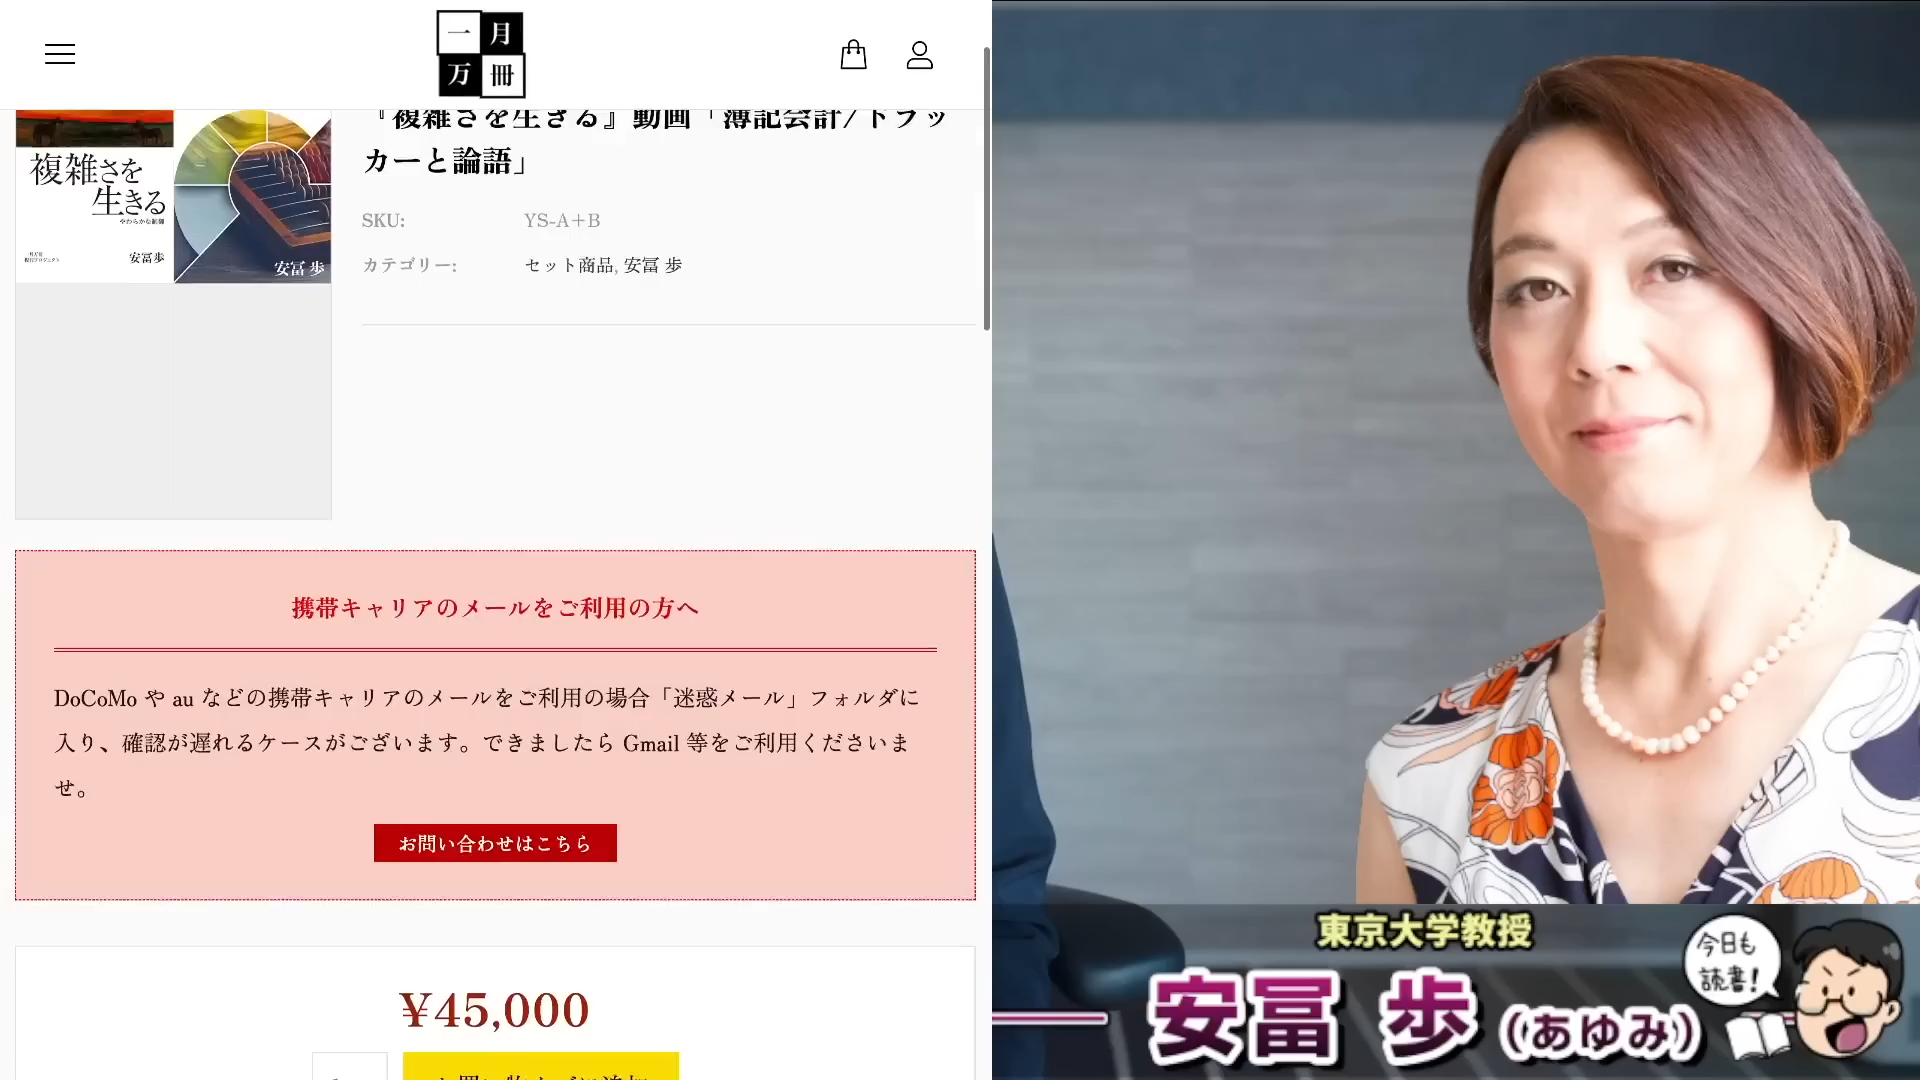 一月
万冊
『複雑さを生きる』動画「簿記会計/ドラッ
カーと論語」
複雑さを
生きる
やわらかな制御
安冨歩
安冨 歩
SKU: YS-A+B
カテゴリー: セット商品, 安冨 歩
携帯キャリアのメールをご利用の方へ
DoCoMo や au などの携帯キャリアのメールをご利用の場合「迷惑メール」フォルダに
入り、確認が遅れるケースがございます。できましたら Gmail 等をご利用くださいま
せ。
お問い合わせはこちら
¥45,000
東京大学教授
安冨 歩 (あゆみ)
今日も
読書!